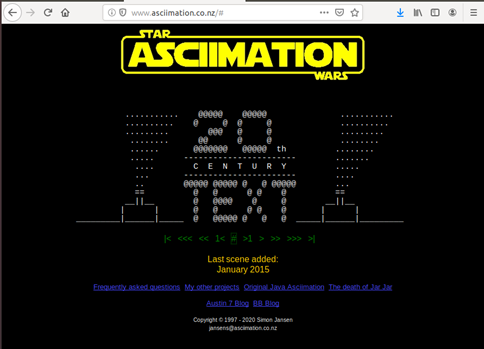 www.asciimation.co.nz/#
STAR
ASCIIMATION
WARS
20
th
CENTURY
TEXT
|< <<< << 1< # >1 > >> >>> >|
Last scene added:
January 2015
Frequently asked questions My other projects Original Java Asciimation The death of Jar Jar
Austin 7 Blog BB Blog
Copyright © 1997 - 2020 Simon Jansen
jansens@asciimation.co.nz